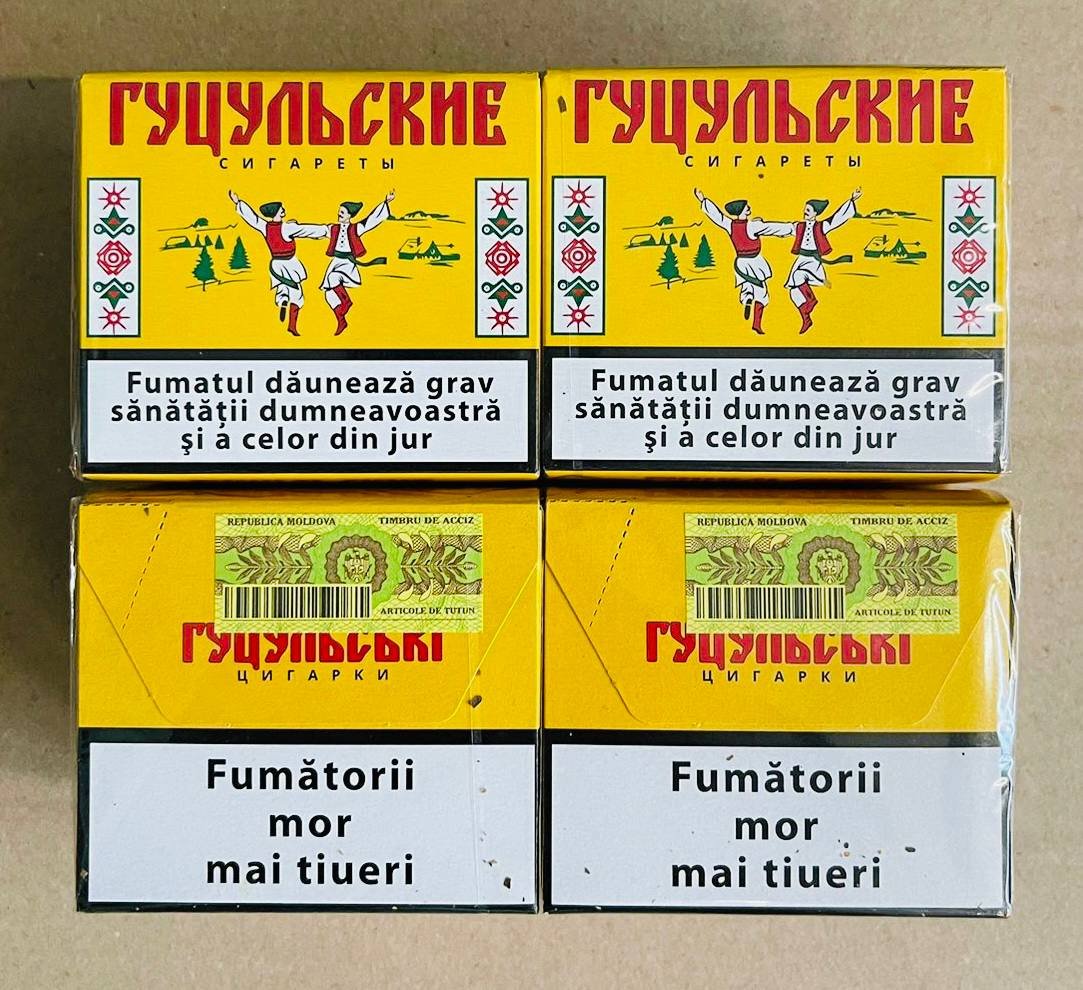 ГУЦУЛЬСКИЕ
СИГАРЕТЫ
Fumatul dăunează grav
sănătății dumneavoastră
şi a celor din jur
ГУЦУЛЬСКИЕ
СИГАРЕТЫ
Fumatul dăunează grav
sănătății dumneavoastră
şi a celor din jur
REPUBLICA MOLDOVA TIMBRU DE ACCIZ
ARTICOLE DE TUTUN
ГУЦУЛЬСЬКІ
ЦИГАРКИ
Fumătorii
mor
mai tiueri
REPUBLICA MOLDOVA TIMBRU DE ACCIZ
ARTICOLE DE TUTUN
ГУЦУЛЬСЬКІ
ЦИГАРКИ
Fumătorii
mor
mai tiueri